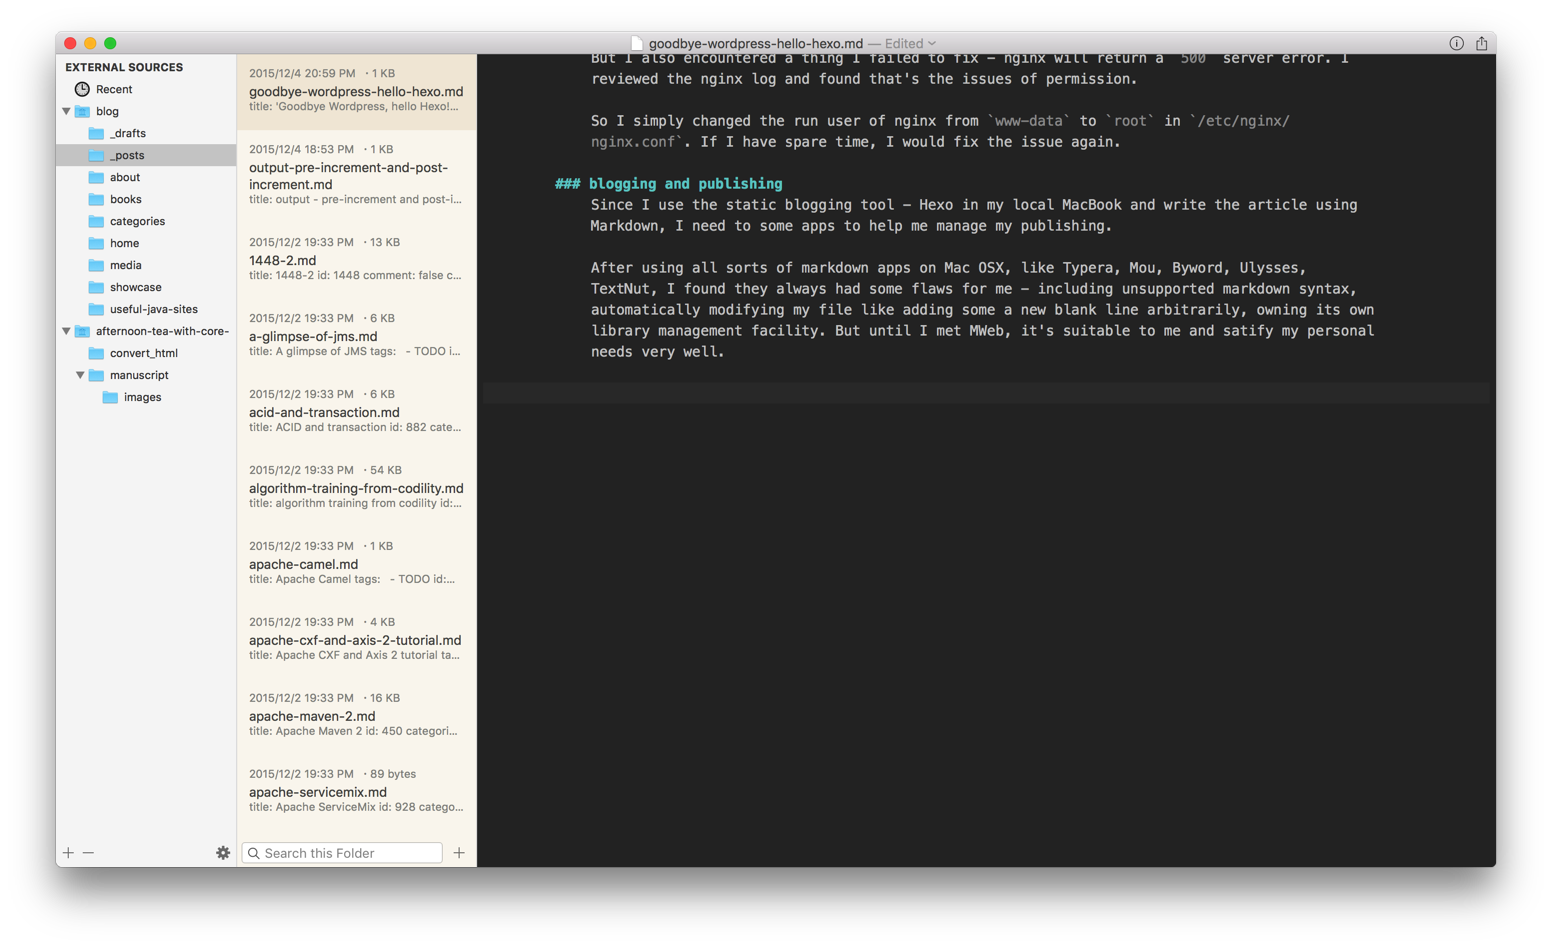 goodbye-wordpress-hello-hexo.md — Edited
EXTERNAL SOURCES
Recent
blog
_drafts
_posts
about
books
categories
home
media
showcase
useful-java-sites
afternoon-tea-with-core-
convert_html
manuscript
images
2015/12/4 20:59 PM · 1 KB
goodbye-wordpress-hello-hexo.md
title: 'Goodbye Wordpress, hello Hexo!...
2015/12/4 18:53 PM · 1 KB
output-pre-increment-and-post-
increment.md
title: output - pre-increment and post-i...
2015/12/2 19:33 PM · 13 KB
1448-2.md
title: 1448-2 id: 1448 comment: false c...
2015/12/2 19:33 PM · 6 KB
a-glimpse-of-jms.md
title: A glimpse of JMS tags: - TODO i...
2015/12/2 19:33 PM · 6 KB
acid-and-transaction.md
title: ACID and transaction id: 882 cate...
2015/12/2 19:33 PM · 54 KB
algorithm-training-from-codility.md
title: algorithm training from codility id:...
2015/12/2 19:33 PM · 1 KB
apache-camel.md
title: Apache Camel tags: - TODO id:...
2015/12/2 19:33 PM · 4 KB
apache-cxf-and-axis-2-tutorial.md
title: Apache CXF and Axis 2 tutorial ta...
2015/12/2 19:33 PM · 16 KB
apache-maven-2.md
title: Apache Maven 2 id: 450 categori...
2015/12/2 19:33 PM · 89 bytes
apache-servicemix.md
title: Apache ServiceMix id: 928 catego...
Search this Folder
But I also encountered a thing I failed to fix - nginx will return a `500` server error. I
reviewed the nginx log and found that's the issues of permission.
So I simply changed the run user of nginx from `www-data` to `root` in `/etc/nginx/
nginx.conf`. If I have spare time, I would fix the issue again.
### blogging and publishing
Since I use the static blogging tool - Hexo in my local MacBook and write the article using
Markdown, I need to some apps to help me manage my publishing.
After using all sorts of markdown apps on Mac OSX, like Typera, Mou, Byword, Ulysses,
TextNut, I found they always had some flaws for me - including unsupported markdown syntax,
automatically modifying my file like adding some a new blank line arbitrarily, owning its own
library management facility. But until I met MWeb, it's suitable to me and satify my personal
needs very well.